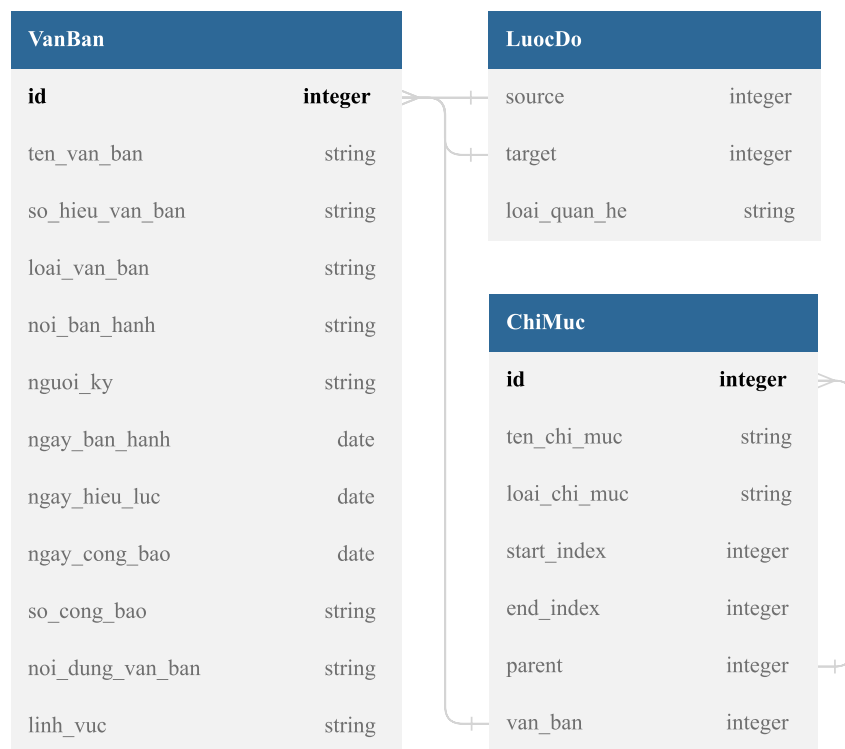 VanBan
id integer
ten_van_ban string
so_hieu_van_ban string
loai_van_ban string
noi_ban_hanh string
nguoi_ky string
ngay_ban_hanh date
ngay_hieu_luc date
ngay_cong_bao date
so_cong_bao string
noi_dung_van_ban string
linh_vuc string
LuocDo
source integer
target integer
loai_quan_he string
ChiMuc
id integer
ten_chi_muc string
loai_chi_muc string
start_index integer
end_index integer
parent integer
van_ban integer